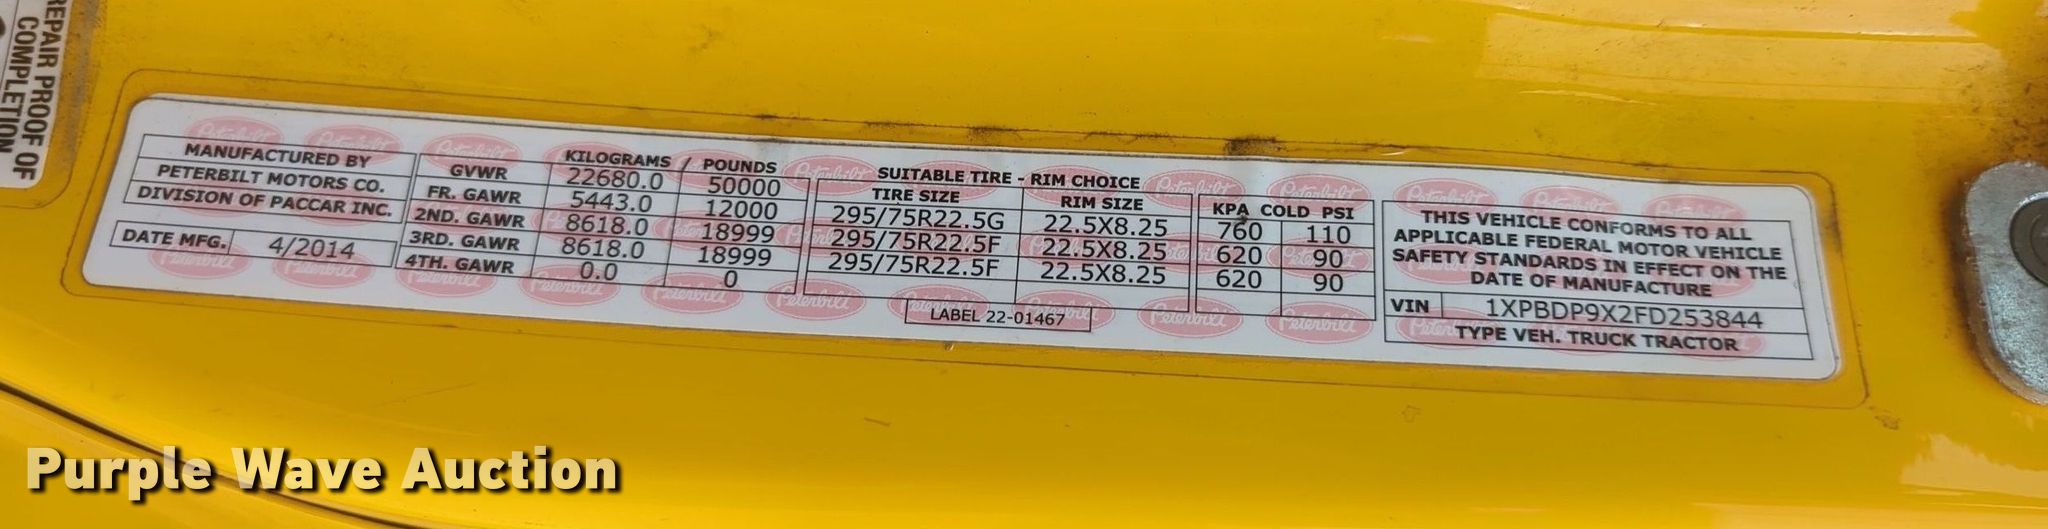 REPAIR PROOF OF
COMPLETION
MANUFACTURED BY
PETERBILT MOTORS CO.
DIVISION OF PACCAR INC.
DATE MFG. 4/2014
KILOGRAMS / POUNDS
GVWR 22680.0 50000
FR. GAWR 5443.0 12000
2ND. GAWR 8618.0 18999
3RD. GAWR 8618.0 18999
4TH. GAWR 0.0 0
SUITABLE TIRE - RIM CHOICE
TIRE SIZE RIM SIZE KPA COLD PSI
295/75R22.5G 22.5X8.25 760 110
295/75R22.5F 22.5X8.25 620 90
295/75R22.5F 22.5X8.25 620 90
LABEL 22-01467
THIS VEHICLE CONFORMS TO ALL
APPLICABLE FEDERAL MOTOR VEHICLE
SAFETY STANDARDS IN EFFECT ON THE
DATE OF MANUFACTURE
VIN 1XPBDP9X2FD253844
TYPE VEH. TRUCK TRACTOR
Purple Wave Auction